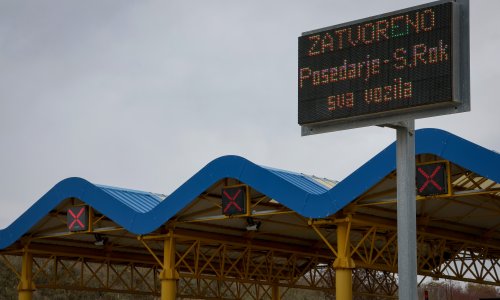 ZATVORENO
Posedarje - S.Rok
sva vozila